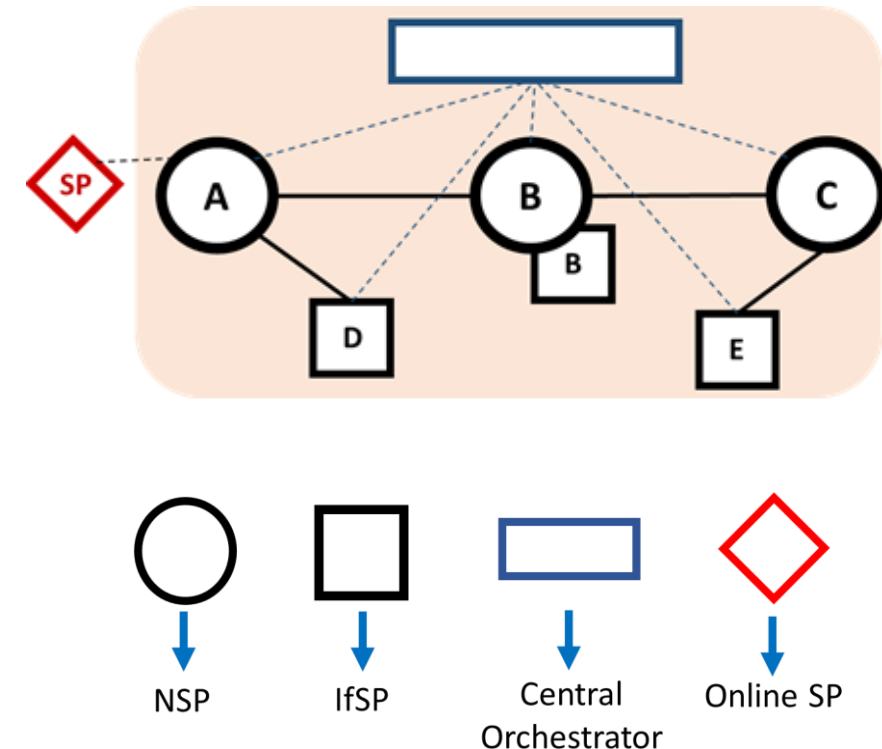 SP
A
B
C
B
D
E
NSP
IfSP
Central
Orchestrator
Online SP